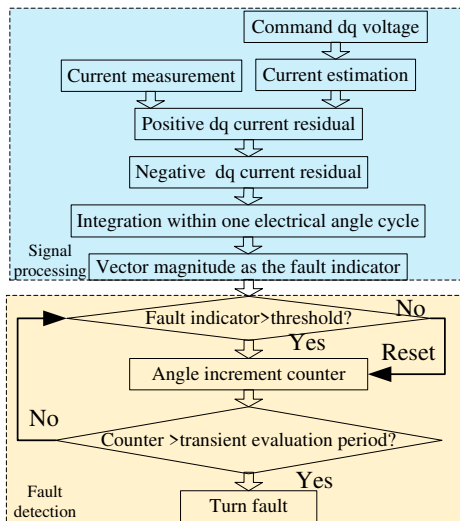 Command dq voltage
Current measurement
Current estimation
Positive dq current residual
Negative dq current residual
Integration within one electrical angle cycle
Signal
processing
Vector magnitude as the fault indicator
Fault indicator>threshold?
No
Yes
Reset
Angle increment counter
No
Counter >transient evaluation period?
Yes
Fault
detection
Turn fault